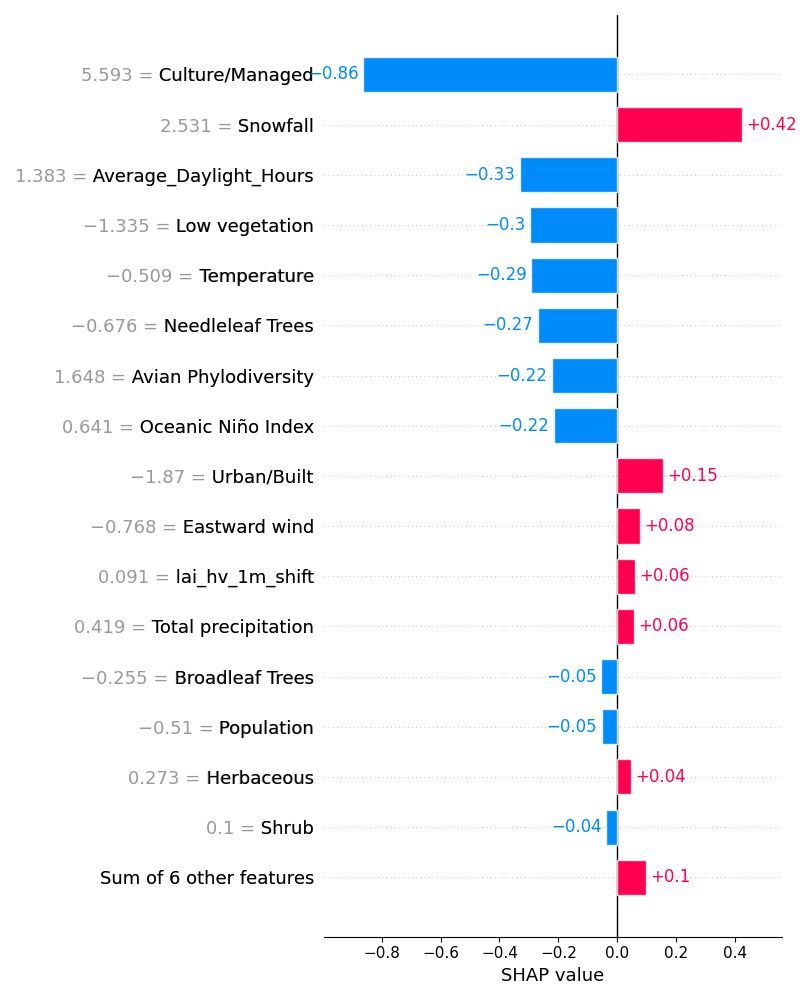 5.593 = Culture/Managed −0.86
2.531 = Snowfall +0.42
1.383 = Average_Daylight_Hours −0.33
−1.335 = Low vegetation −0.3
−0.509 = Temperature −0.29
−0.676 = Needleleaf Trees −0.27
1.648 = Avian Phylodiversity −0.22
0.641 = Oceanic Niño Index −0.22
−1.87 = Urban/Built +0.15
−0.768 = Eastward wind +0.08
0.091 = lai_hv_1m_shift +0.06
0.419 = Total precipitation +0.06
−0.255 = Broadleaf Trees −0.05
−0.51 = Population −0.05
0.273 = Herbaceous +0.04
0.1 = Shrub −0.04
Sum of 6 other features +0.1
−0.8 −0.6 −0.4 −0.2 0.0 0.2 0.4
SHAP value